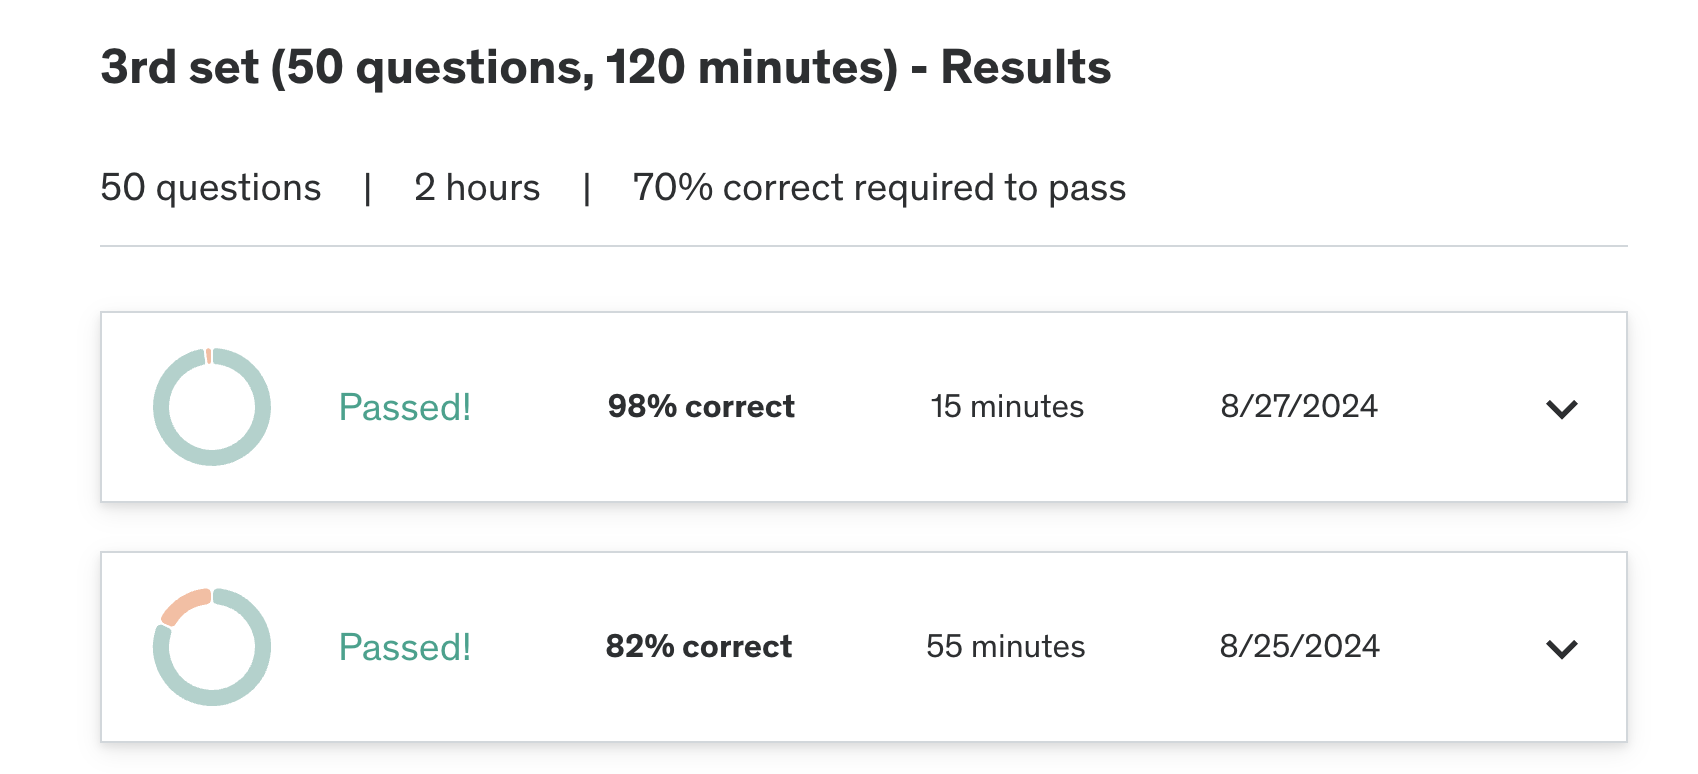 3rd set (50 questions, 120 minutes) - Results
50 questions | 2 hours | 70% correct required to pass
Passed! 98% correct 15 minutes 8/27/2024
Passed! 82% correct 55 minutes 8/25/2024